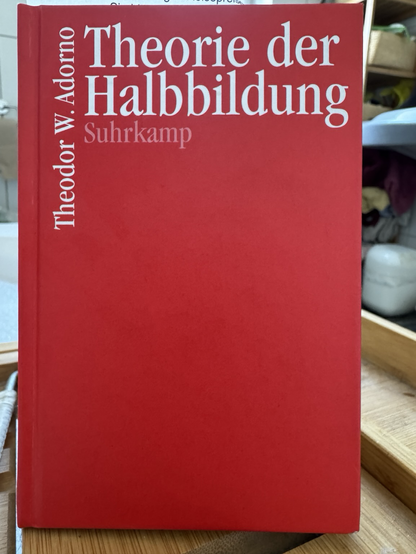 Theodor W. Adorno
Theorie der
Halbbildung
Suhrkamp